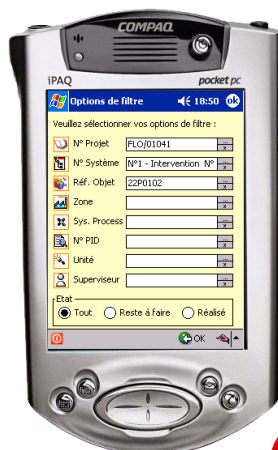 COMPAQ
iPAQ pocket pc
Options de filtre 18:50 ok
Veuillez sélectionner vos options de filtre :
N° Projet FLO/01041
N° Système N°1 - Intervention N°
Réf. Objet 22P0102
Zone
Sys. Process
N° PID
Unité
Superviseur
Etat
Tout Reste à faire Réalisé
OK